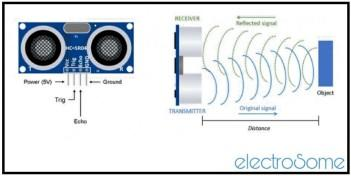 HC-SR04
Vcc
Trig
Echo
GND
Power (5V)
Ground
Trig
Echo
RECEIVER
Reflected signal
Object
Original signal
TRANSMITTER
Distance
electroSome